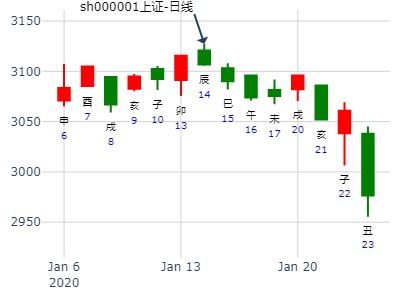 sh000001上证-日线
3150
3100
3050
3000
2950
申
6
酉
7
戌
8
亥
9
子
10
卯
13
辰
14
巳
15
午
16
未
17
戌
20
亥
21
子
22
丑
23
Jan 6
2020
Jan 13
Jan 20